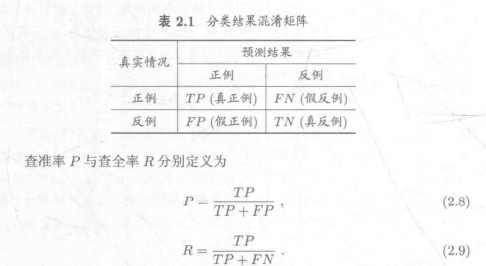 表 2.1 分类结果混淆矩阵
真实情况 预测结果
正例 反例
正例 TP (真正例) FN (假反例)
反例 FP (假正例) TN (真反例)
查准率 P 与查全率 R 分别定义为
P = TP / (TP + FP) , (2.8)
R = TP / (TP + FN) . (2.9)